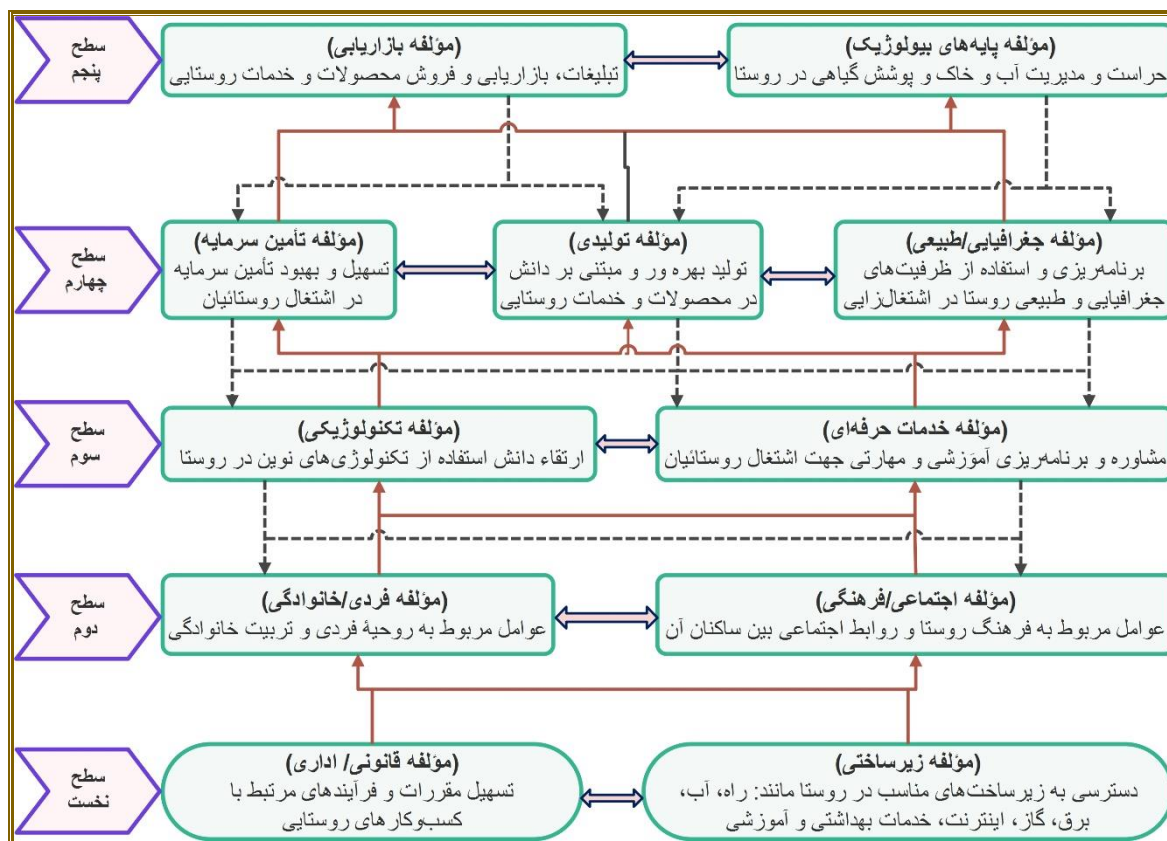 (مؤلفه پایه‌های بیولوژیک)
حراست و مدیریت آب و خاک و پوشش گیاهی در روستا
(مؤلفه بازاریابی)
تبلیغات، بازاریابی و فروش محصولات و خدمات روستایی
سطح
پنجم
(مؤلفه جغرافیایی/طبیعی)
برنامه‌ریزی و استفاده از ظرفیت‌های
جغرافیایی و طبیعی روستا در اشتغال‌زایی
(مؤلفه تولیدی)
تولید بهره ور و مبتنی بر دانش
در محصولات و خدمات روستایی
(مؤلفه تأمین سرمایه)
تسهیل و بهبود تأمین سرمایه
در اشتغال روستائیان
سطح
چهارم
(مؤلفه خدمات حرفه‌ای)
مشاوره و برنامه‌ریزی آموزشی و مهارتی جهت اشتغال روستائیان
(مؤلفه تکنولوژیکی)
ارتقاء دانش استفاده از تکنولوژی‌های نوین در روستا
سطح
سوم
(مؤلفه اجتماعی/فرهنگی)
عوامل مربوط به فرهنگ روستا و روابط اجتماعی بین ساکنان آن
(مؤلفه فردی/خانوادگی)
عوامل مربوط به روحیۀ فردی و تربیت خانوادگی
سطح
دوم
(مؤلفه زیرساختی)
دسترسی به زیرساخت‌های مناسب در روستا مانند: راه، آب،
برق، گاز، اینترنت، خدمات بهداشتی و آموزشی
(مؤلفه قانونی/ اداری)
تسهیل مقررات و فرآیندهای مرتبط با
کسب‌وکارهای روستایی
سطح
نخست